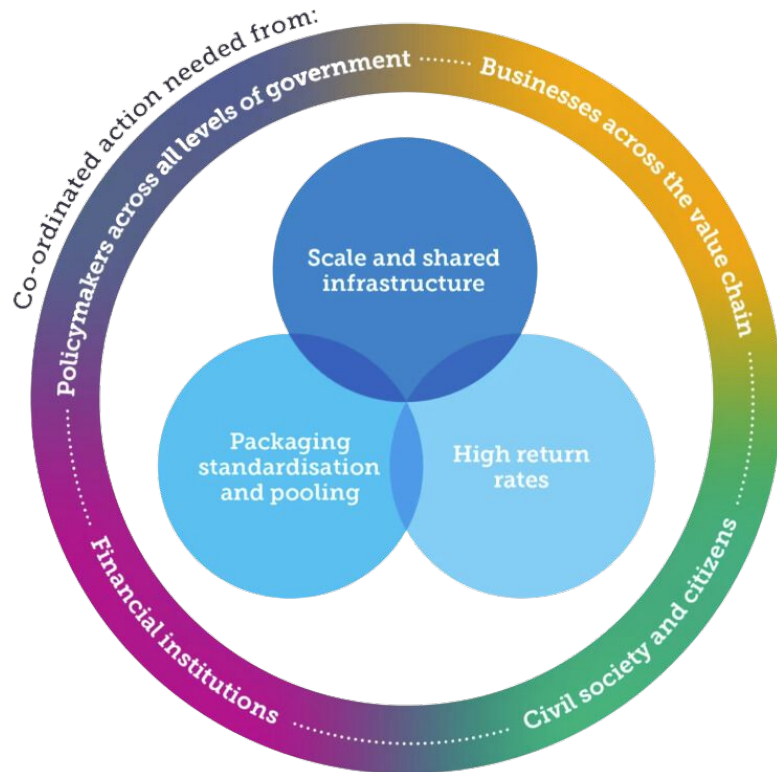 Co-ordinated action needed from:
Policymakers across all levels of government
Businesses across the value chain
Civil society and citizens
Financial institutions
Scale and shared
infrastructure
Packaging
standardisation
and pooling
High return
rates